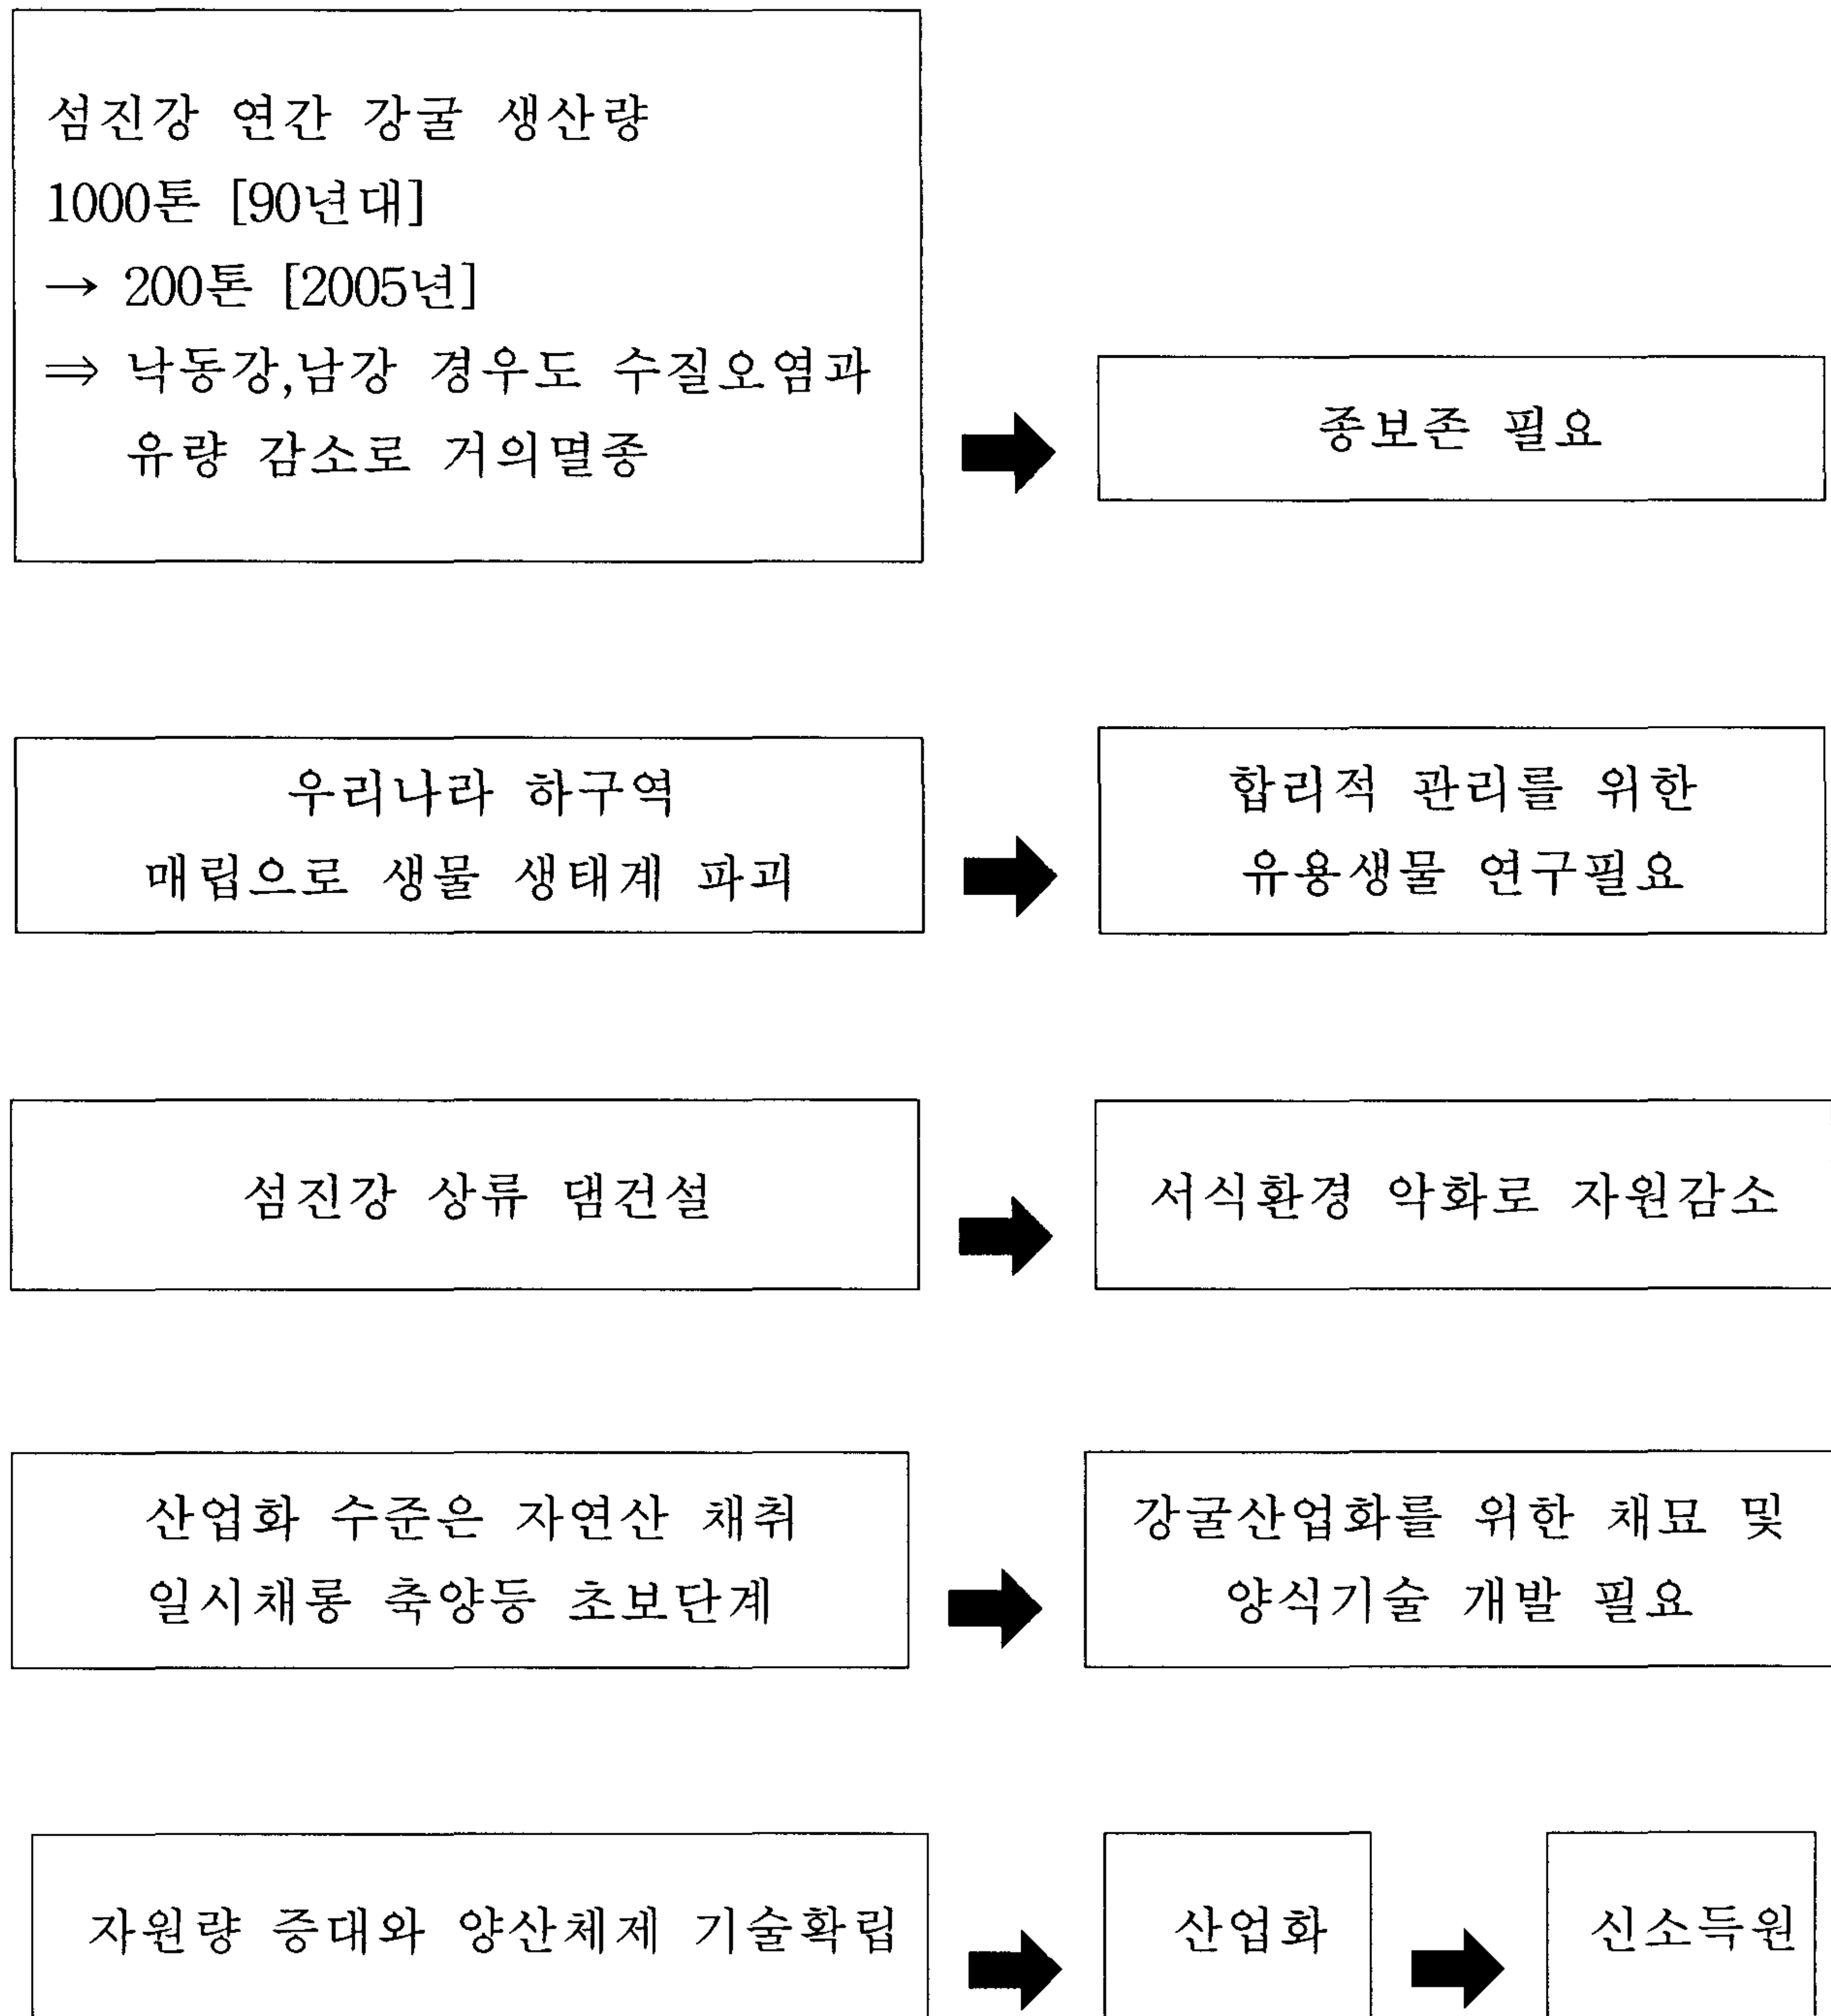 섬진강 연간 강굴 생산량
1000톤 [90년대]
→ 200톤 [2005년]
⇒ 낙동강,남강 경우도 수질오염과
유량 감소로 거의멸종
종보존 필요
우리나라 하구역
매립으로 생물 생태계 파괴
합리적 관리를 위한
유용생물 연구필요
섬진강 상류 댐건설
서식환경 악화로 자원감소
산업화 수준은 자연산 채취
일시채롱 축양등 초보단계
강굴산업화를 위한 채묘 및
양식기술 개발 필요
자원량 증대와 양산체제 기술확립
산업화
신소득원